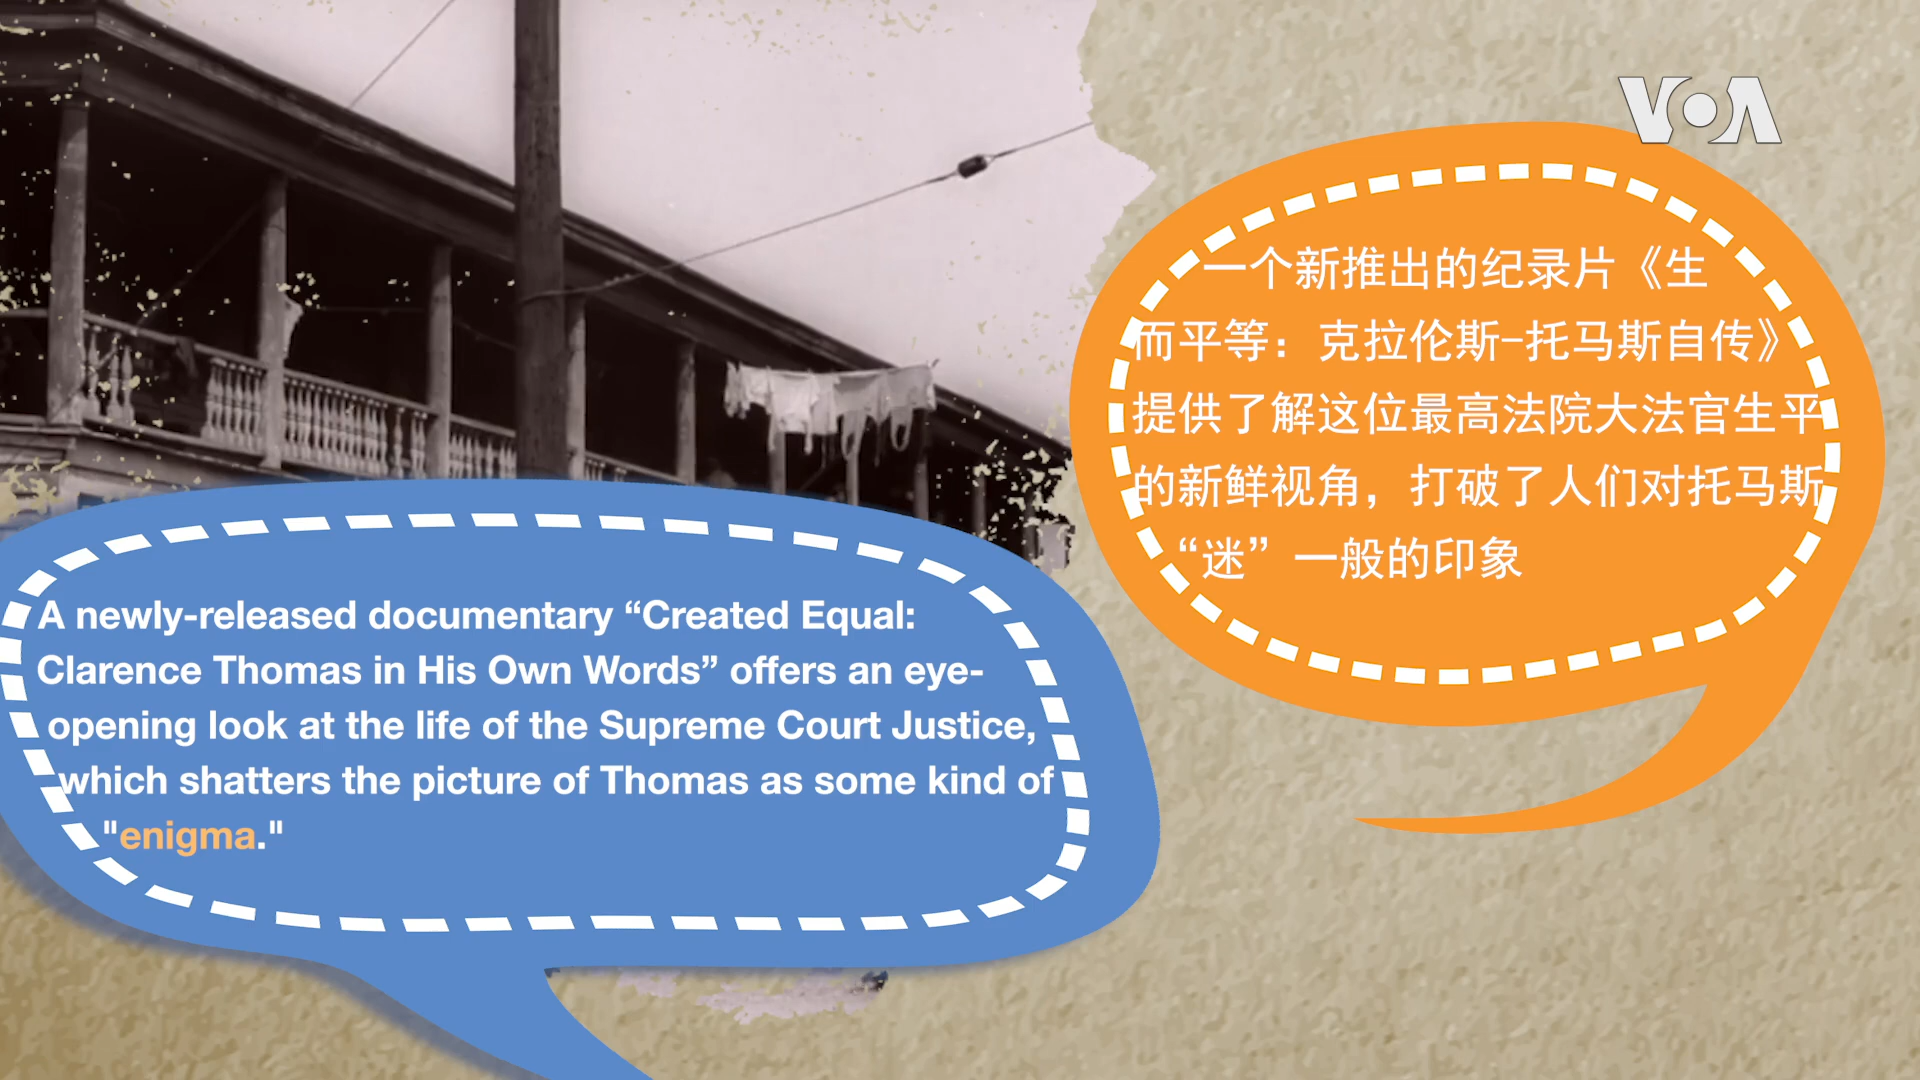 VOA
一个新推出的纪录片《生
而平等：克拉伦斯-托马斯自传》
提供了解这位最高法院大法官生平
的新鲜视角，打破了人们对托马斯
“迷”一般的印象
A newly-released documentary “Created Equal:
Clarence Thomas in His Own Words” offers an eye-
opening look at the life of the Supreme Court Justice,
which shatters the picture of Thomas as some kind of
"enigma."